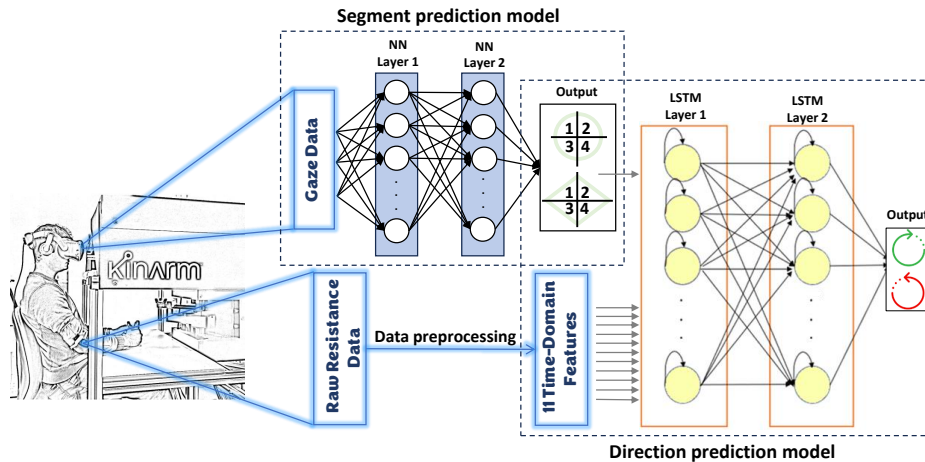 Segment prediction model
NN
Layer 1
NN
Layer 2
Output
1 2
3 4
1 2
3 4
Gaze Data
LSTM
Layer 1
LSTM
Layer 2
Output
KINARM
Raw Resistance
Data
Data preprocessing
11 Time-Domain
Features
Direction prediction model